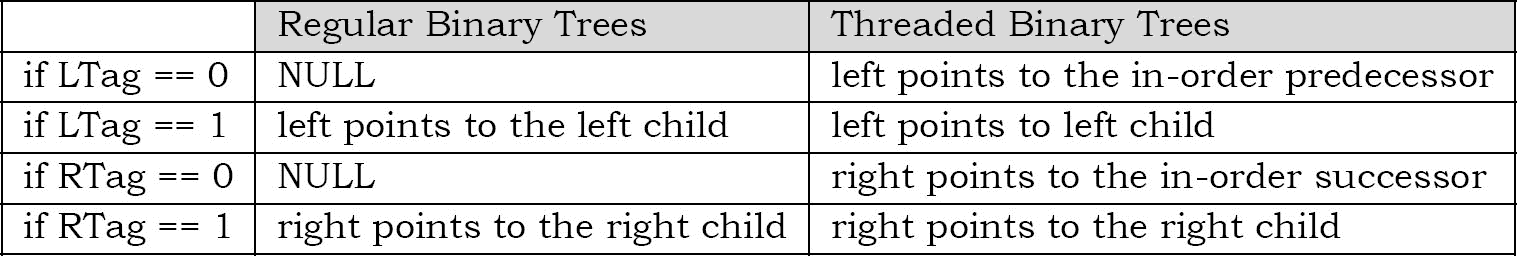 Regular Binary Trees Threaded Binary Trees
if LTag == 0 NULL left points to the in-order predecessor
if LTag == 1 left points to the left child left points to left child
if RTag == 0 NULL right points to the in-order successor
if RTag == 1 right points to the right child right points to the right child